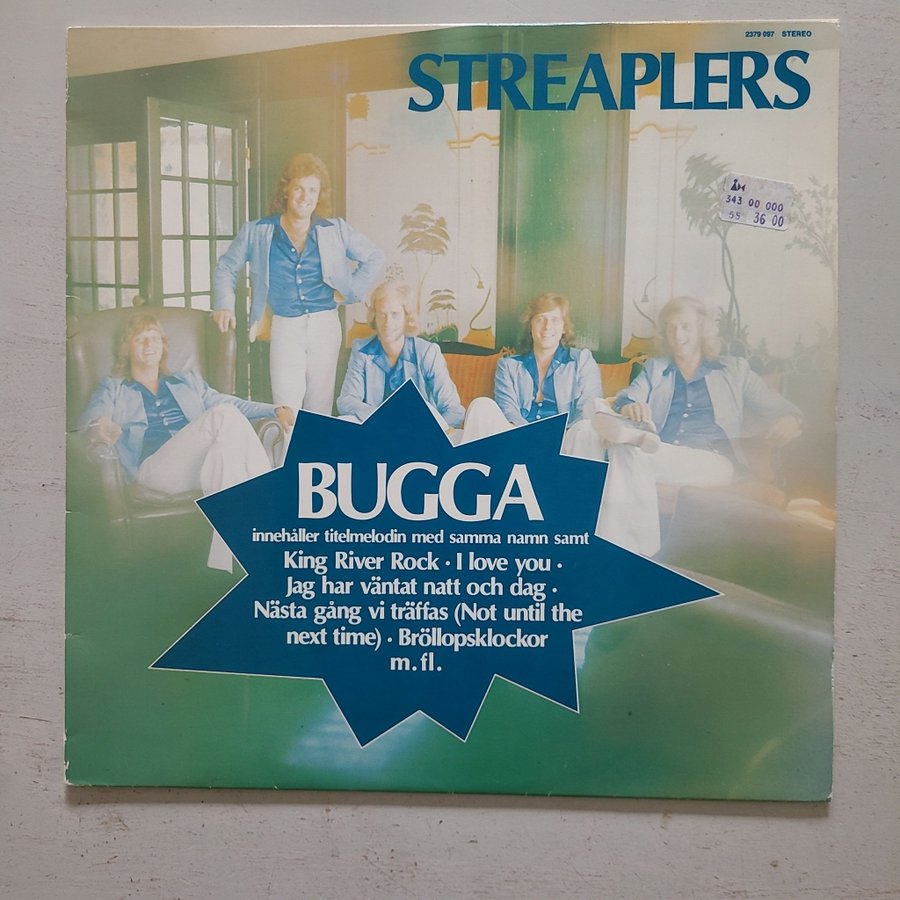 2379 097 STEREO
STREAPLERS
343 00 000
55 36 00
BUGGA
innehåller titelmelodin med samma namn samt
King River Rock · I love you ·
Jag har väntat natt och dag ·
Nästa gång vi träffas (Not until the
next time) · Bröllopsklockor
m.fl.